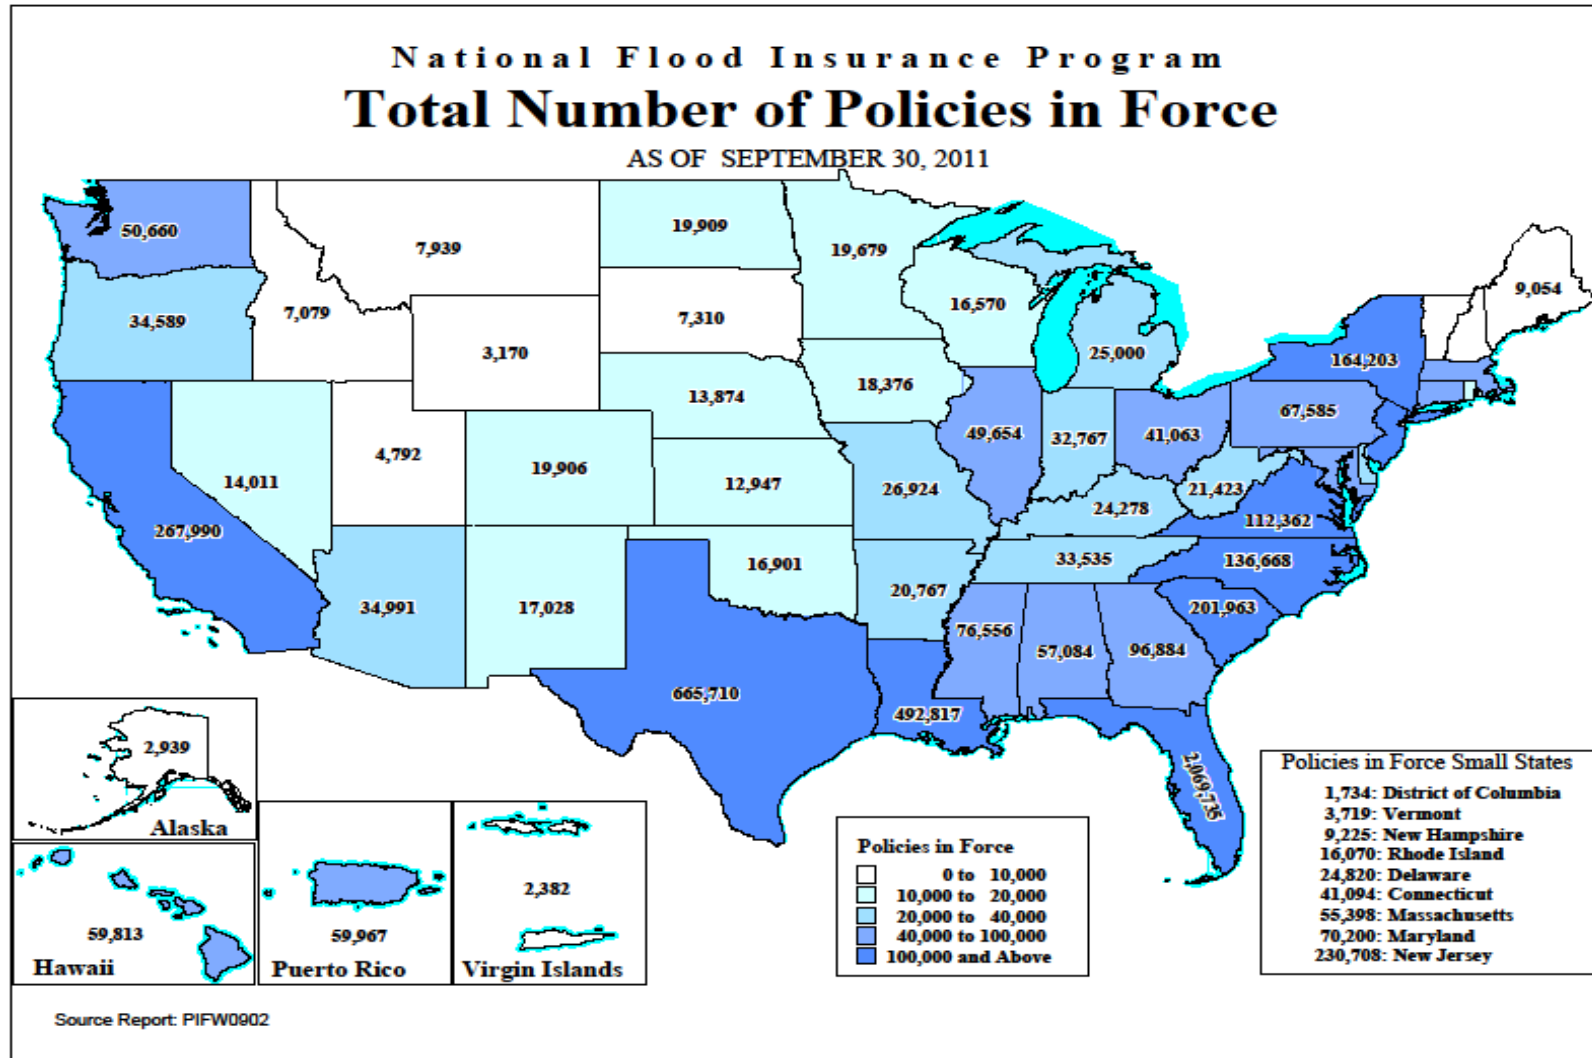 National Flood Insurance Program
Total Number of Policies in Force
AS OF SEPTEMBER 30, 2011
50,660
7,939
19,909
19,679
9,054
34,589
7,079
3,170
7,310
16,570
25,000
164,203
13,874
18,376
67,585
14,011
4,792
19,906
12,947
26,924
49,654
32,767
41,063
21,423
24,278
112,362
267,990
34,991
17,028
16,901
20,767
33,535
136,668
201,963
76,556
57,084
96,884
665,710
492,817
2,069,735
2,939
Alaska
59,813
Hawaii
59,967
Puerto Rico
2,382
Virgin Islands
Policies in Force
0 to 10,000
10,000 to 20,000
20,000 to 40,000
40,000 to 100,000
100,000 and Above
Policies in Force Small States
1,734: District of Columbia
3,719: Vermont
9,225: New Hampshire
16,070: Rhode Island
24,820: Delaware
41,094: Connecticut
55,398: Massachusetts
70,200: Maryland
230,708: New Jersey
Source Report: PIFW0902